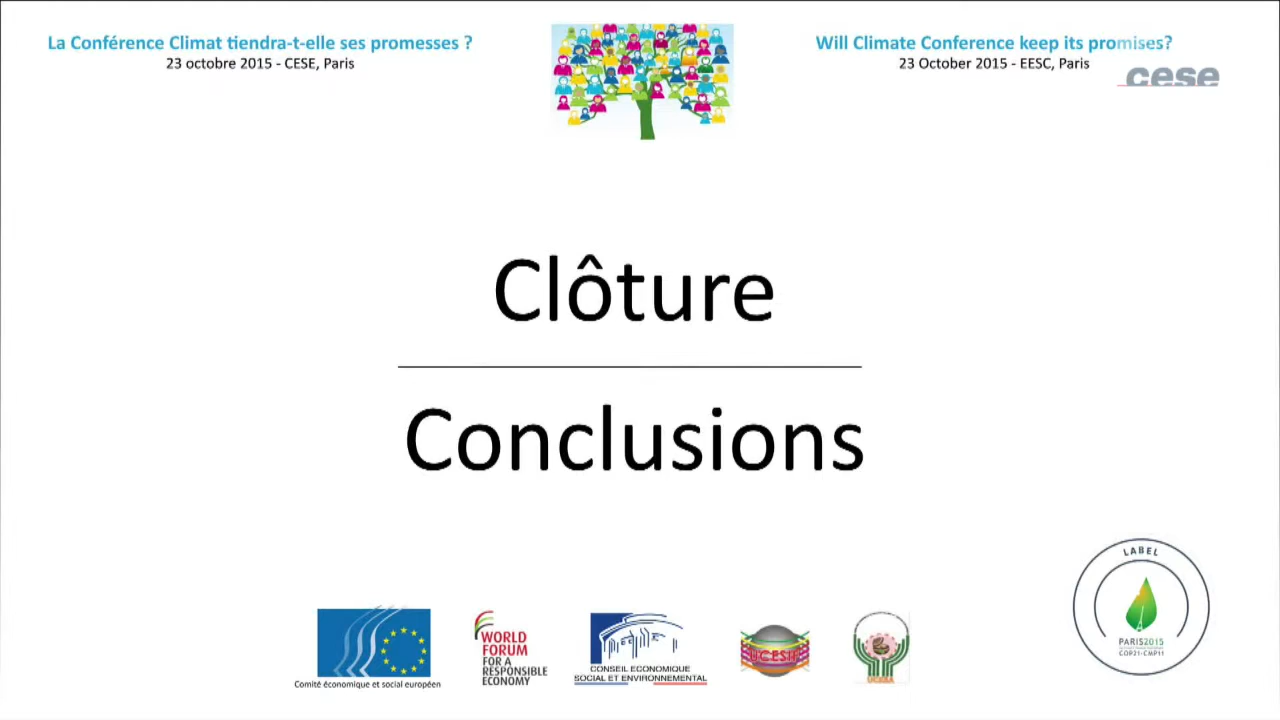 La Conférence Climat tiendra-t-elle ses promesses ?
23 octobre 2015 - CESE, Paris
Will Climate Conference keep its promises?
23 October 2015 - EESC, Paris
cese
Clôture
Conclusions
LABEL
PARIS2015
COP21-CMP11
Comité économique et social européen
WORLD
FORUM
FOR A
RESPONSIBLE
ECONOMY
CONSEIL ECONOMIQUE
SOCIAL ET ENVIRONNEMENTAL
UCESIF